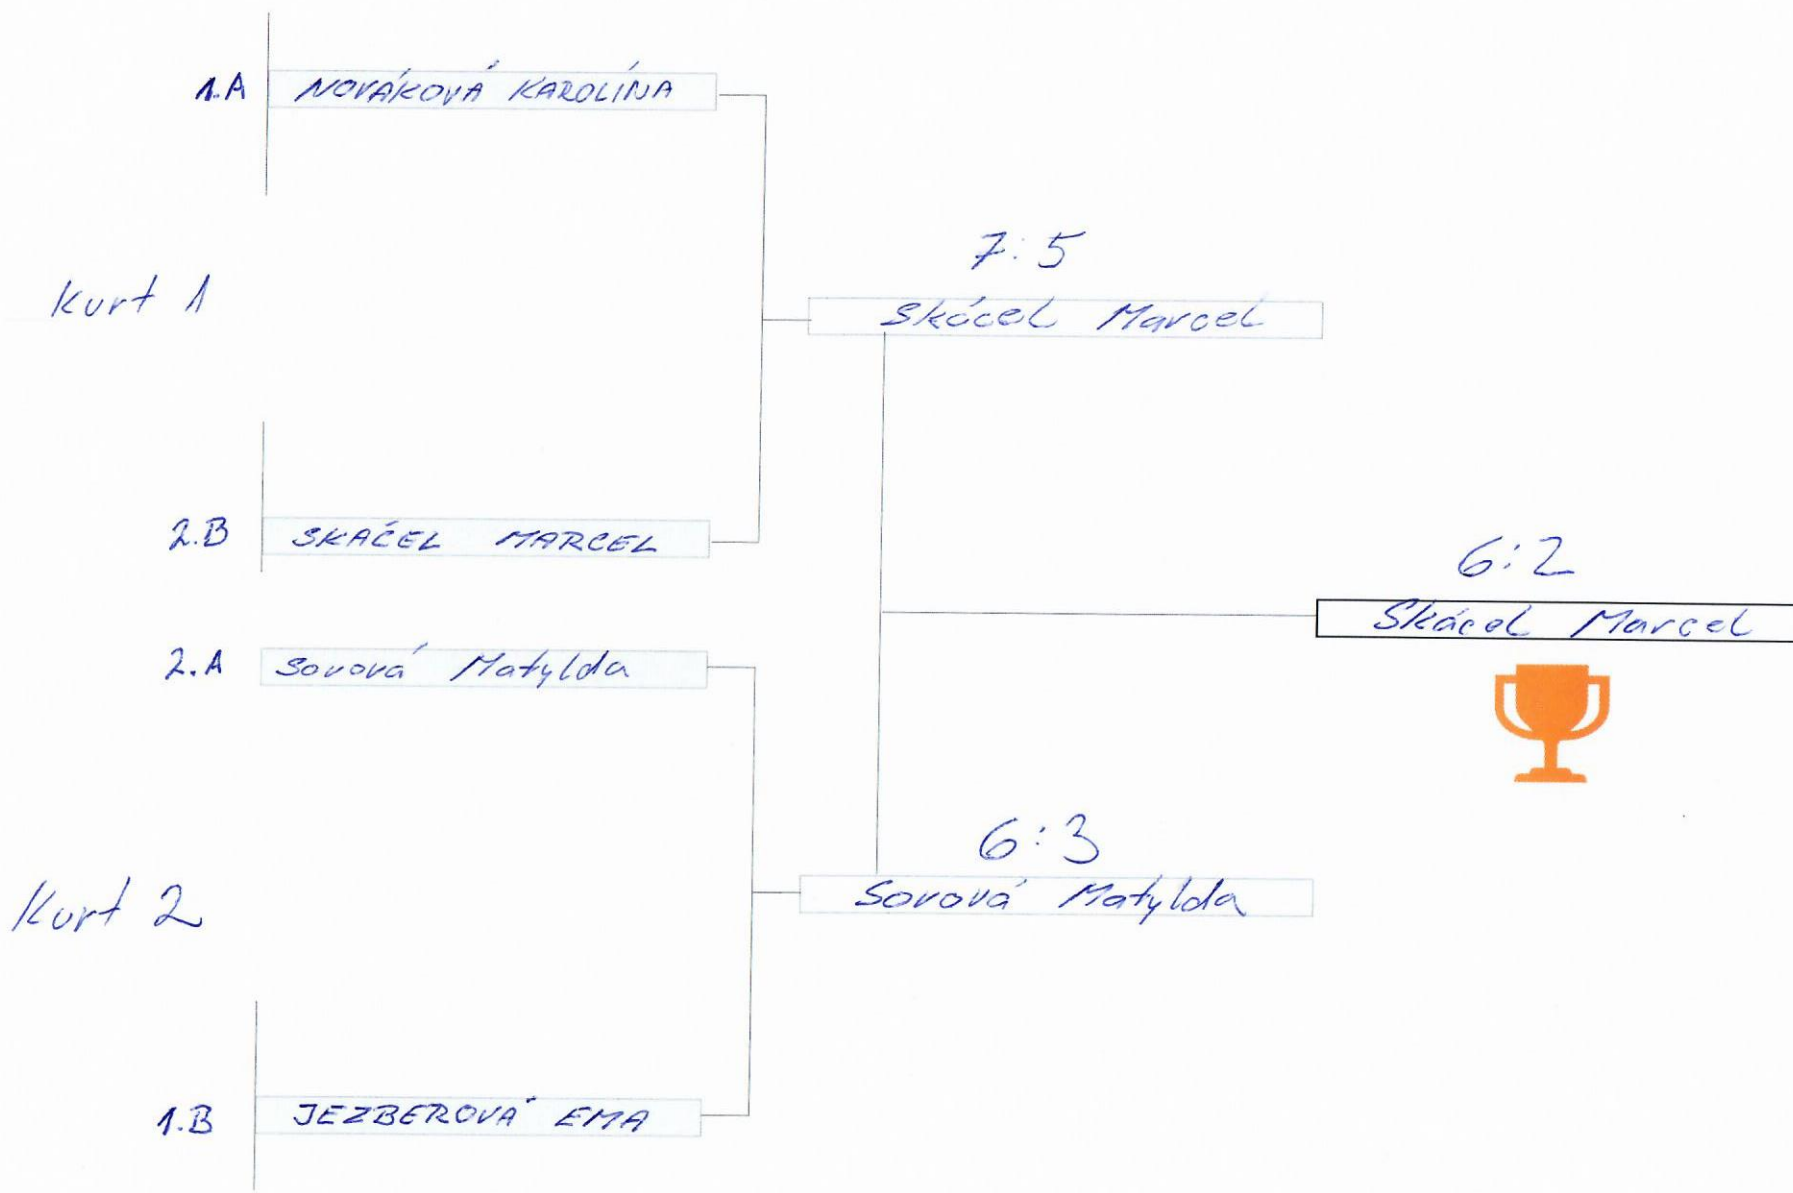 1.A NOVÁKOVÁ KAROLÍNA
7:5
Kurt 1
Skácel Marcel
2.B SKAČEL MARCEL
6:2
Skácel Marcel
2.A Sovová Matylda
6:3
Kurt 2
Sovová Matylda
1.B JEZBEROVÁ EMA